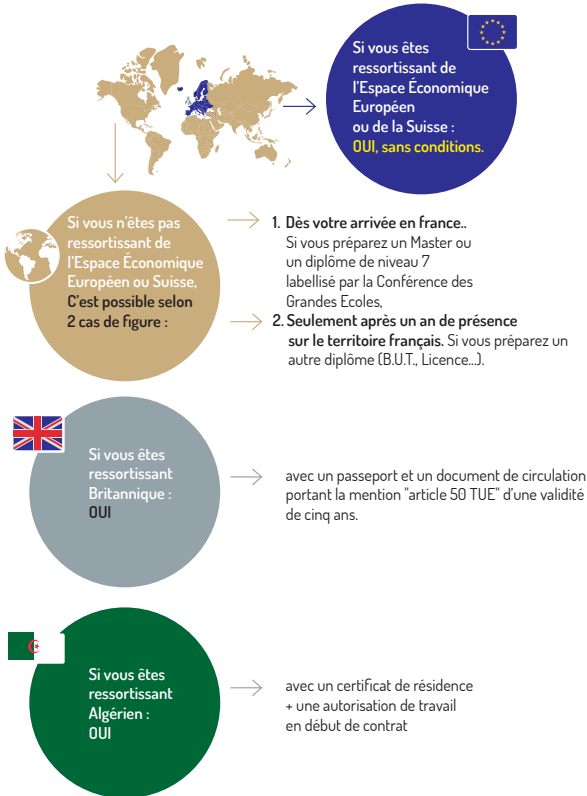 Si vous êtes
ressortissant de
l'Espace Économique
Européen
ou de la Suisse :
OUI, sans conditions.
Si vous n'êtes pas
ressortissant de
l'Espace Économique
Européen ou Suisse,
C'est possible selon
2 cas de figure :
1. Dès votre arrivée en france..
Si vous préparez un Master ou
un diplôme de niveau 7
labellisé par la Conférence des
Grandes Ecoles,
2. Seulement après un an de présence
sur le territoire français. Si vous préparez un
autre diplôme (B.U.T., Licence...).
Si vous êtes
ressortissant
Britannique :
OUI
avec un passeport et un document de circulation
portant la mention "article 50 TUE" d'une validité
de cinq ans.
Si vous êtes
ressortissant
Algérien :
OUI
avec un certificat de résidence
+ une autorisation de travail
en début de contrat